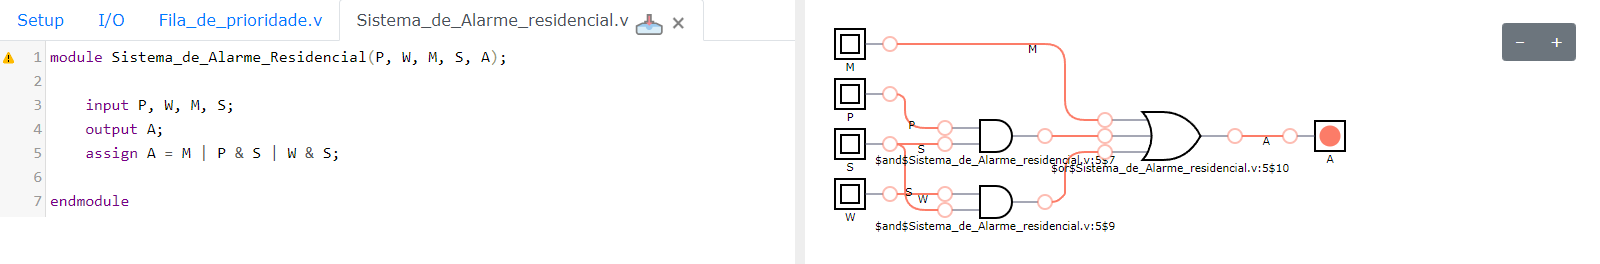 Setup I/O Fila_de_prioridade.v Sistema_de_Alarme_residencial.v ×
1 module Sistema_de_Alarme_Residencial(P, W, M, S, A);
2
3 input P, W, M, S;
4 output A;
5 assign A = M | P & S | W & S;
6
7 endmodule
− +
M
M
P
P
S
$and$Sistema_de_Alarme_residencial.v:5$7
S
A
A
$or$Sistema_de_Alarme_residencial.v:5$10
S
W
W
$and$Sistema_de_Alarme_residencial.v:5$9